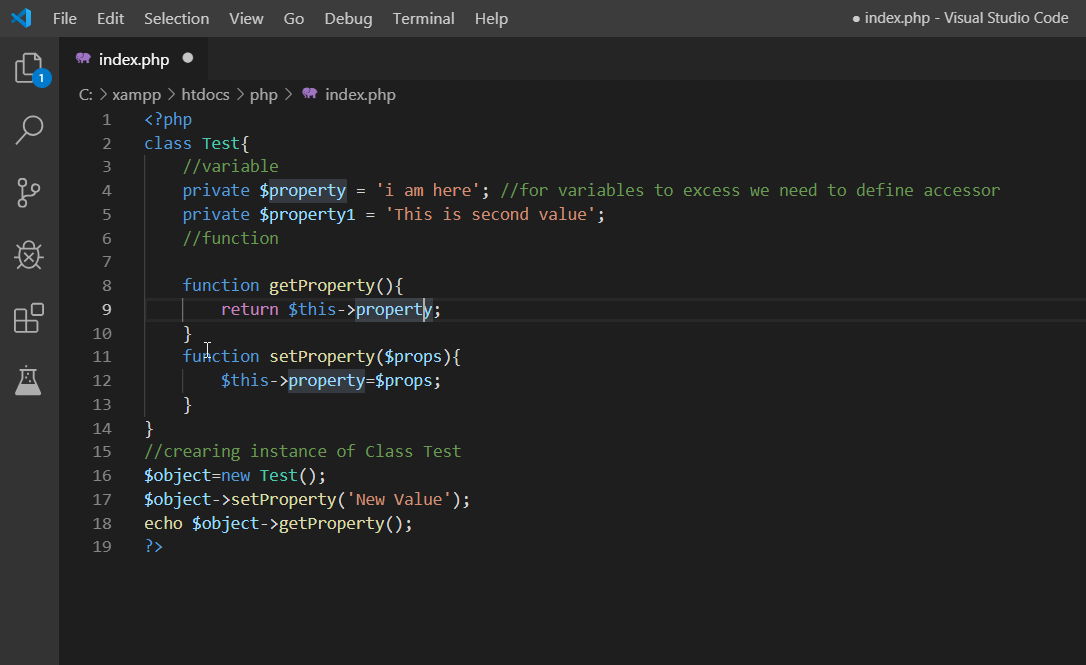 File Edit Selection View Go Debug Terminal Help ● index.php - Visual Studio Code
1
index.php ●
C: > xampp > htdocs > php > index.php
1 <?php
2 class Test{
3 //variable
4 private $property = 'i am here'; //for variables to excess we need to define accessor
5 private $property1 = 'This is second value';
6 //function
7
8 function getProperty(){
9 return $this->property;
10 }
11 function setProperty($props){
12 $this->property=$props;
13 }
14 }
15 //crearing instance of Class Test
16 $object=new Test();
17 $object->setProperty('New Value');
18 echo $object->getProperty();
19 ?>